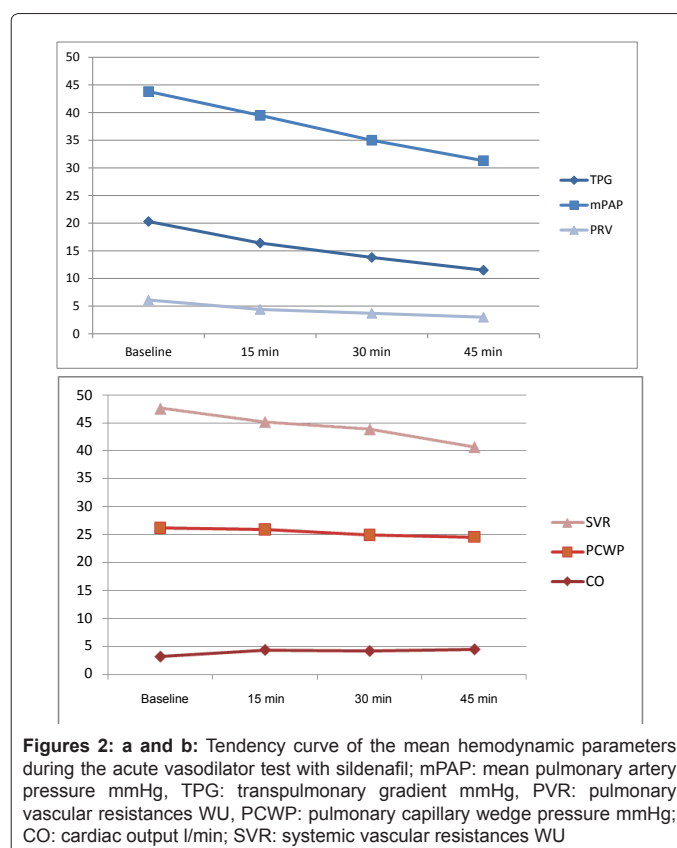 50
45
40
35
30
25
20
15
10
5
0
TPG
mPAP
PRV
Baseline 15 min 30 min 45 min
50
45
40
35
30
25
20
15
10
5
0
SVR
PCWP
CO
Baseline 15 min 30 min 45 min
Figures 2: a and b: Tendency curve of the mean hemodynamic parameters
during the acute vasodilator test with sildenafil; mPAP: mean pulmonary artery
pressure mmHg, TPG: transpulmonary gradient mmHg, PVR: pulmonary
vascular resistances WU, PCWP: pulmonary capillary wedge pressure mmHg;
CO: cardiac output l/min; SVR: systemic vascular resistances WU